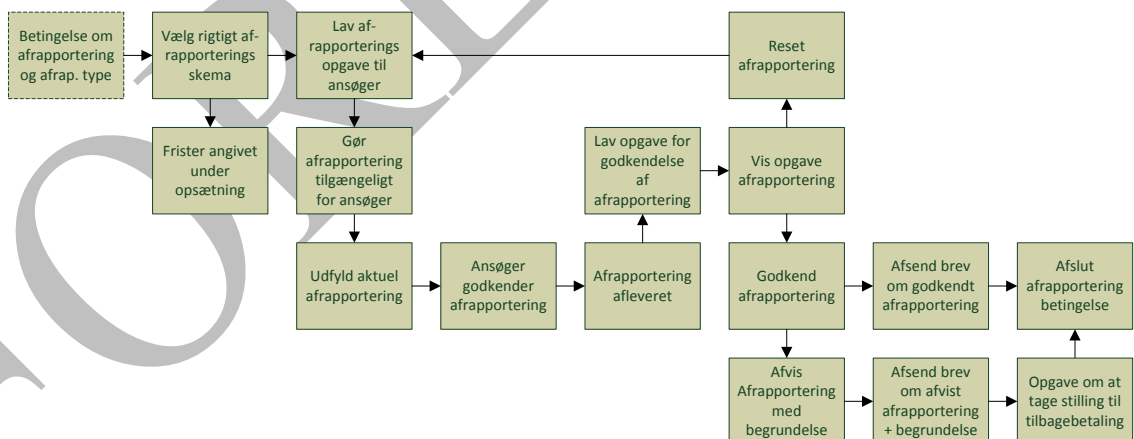 Betingelse om
afrapportering
og afrap. type
Vælg rigtigt af-
rapporterings
skema
Lav af-
rapporterings
opgave til
ansøger
Reset
afrapportering
Frister angivet
under
opsætning
Gør
afrapportering
tilgængeligt
for ansøger
Lav opgave for
godkendelse
af
afrapportering
Vis opgave
afrapportering
Udfyld aktuel
afrapportering
Ansøger
godkender
afrapportering
Afrapportering
afleveret
Godkend
afrapportering
Afsend brev
om godkendt
afrapportering
Afslut
afrapportering
betingelse
Afvis
Afrapportering
med
begrundelse
Afsend brev
om afvist
afrapportering
+ begrundelse
Opgave om at
tage stilling til
tilbagebetaling